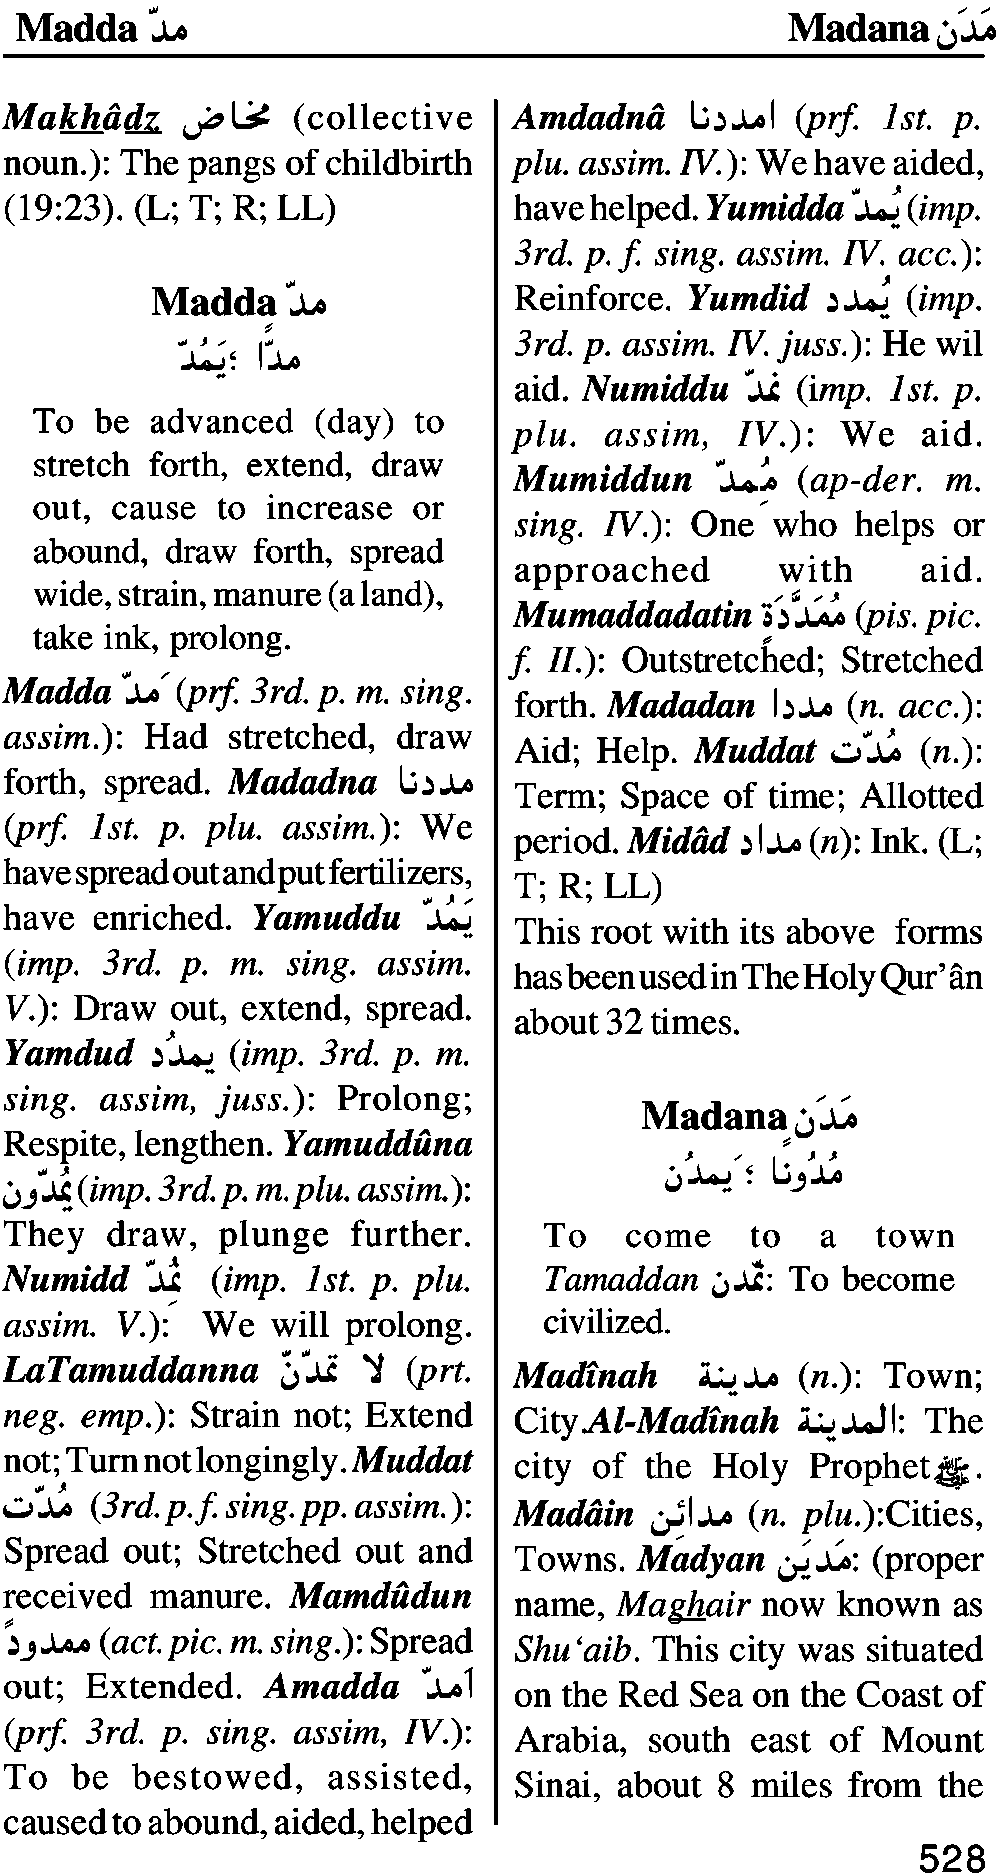 Madda مدّ
Madana مَدَن
Makhâdz مخاض (collective
noun.): The pangs of childbirth
(19:23). (L; T; R; LL)
Madda مدّ
مدّاً ؛يَمُدّ
To be advanced (day) to
stretch forth, extend, draw
out, cause to increase or
abound, draw forth, spread
wide, strain, manure (a land),
take ink, prolong.
Madda مَدّ (prf. 3rd. p. m. sing.
assim.): Had stretched, draw
forth, spread. Madadna مددنا
(prf. 1st. p. plu. assim.): We
have spread out and put fertilizers,
have enriched. Yamuddu يَمُدّ
(imp. 3rd. p. m. sing. assim.
V.): Draw out, extend, spread.
Yamdud يمدُد (imp. 3rd. p. m.
sing. assim, juss.): Prolong;
Respite, lengthen. Yamuddûna
يَمُدّون (imp. 3rd. p. m. plu. assim.):
They draw, plunge further.
Numidd نُمِدّ (imp. 1st. p. plu.
assim. V.): We will prolong.
LaTamuddanna لا تمدّنّ (prt.
neg. emp.): Strain not; Extend
not; Turn not longingly. Muddat
مُدّت (3rd. p. f. sing. pp. assim.):
Spread out; Stretched out and
received manure. Mamdûdun
ممدودٌ (act. pic. m. sing.): Spread
out; Extended. Amadda أمدّ
(prf. 3rd. p. sing. assim, IV.):
To be bestowed, assisted,
caused to abound, aided, helped
Amdadnâ امددنا (prf. 1st. p.
plu. assim. IV.): We have aided,
have helped. Yumidda يُمدّ (imp.
3rd. p. f. sing. assim. IV. acc.):
Reinforce. Yumdid يُمدد (imp.
3rd. p. assim. IV. juss.): He wil
aid. Numiddu نمدّ (imp. 1st. p.
plu. assim, IV.): We aid.
Mumiddun مُمِدّ (ap-der. m.
sing. IV.): One who helps or
approached with aid.
Mumaddadatin مُمَدَّدَةٍ (pis. pic.
f. II.): Outstretched; Stretched
forth. Madadan مددا (n. acc.):
Aid; Help. Muddat مُدّت (n.):
Term; Space of time; Allotted
period. Midâd مداد (n): Ink. (L;
T; R; LL)
This root with its above forms
has been used in The Holy Qur’ân
about 32 times.
Madana مَدَن
مُدُوناً ؛ يَمدُن
To come to a town
Tamaddan تمّدن: To become
civilized.
Madînah مدينة (n.): Town;
City.Al-Madînah المدينة: The
city of the Holy Prophetﷺ.
Madâin مدائن (n. plu.):Cities,
Towns. Madyan مَديَن: (proper
name, Maghair now known as
Shu‘aib. This city was situated
on the Red Sea on the Coast of
Arabia, south east of Mount
Sinai, about 8 miles from the
528